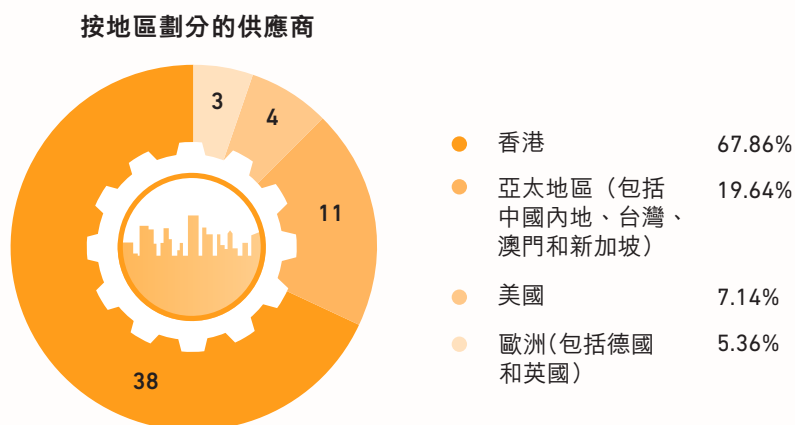 按地區劃分的供應商
3
4
11
38
香港 67.86%
亞太地區（包括 19.64%
中國內地、台灣、
澳門和新加坡）
美國 7.14%
歐洲(包括德國 5.36%
和英國）